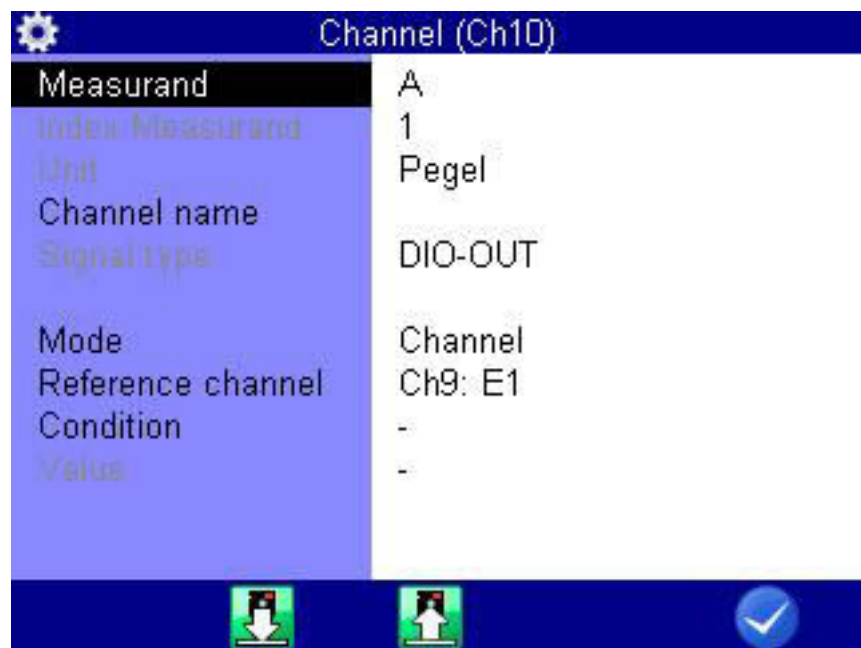 Channel (Ch10)
Measurand A
Index Measurand 1
Unit Pegel
Channel name
Signal type DIO-OUT
Mode Channel
Reference channel Ch9: E1
Condition -
Value -